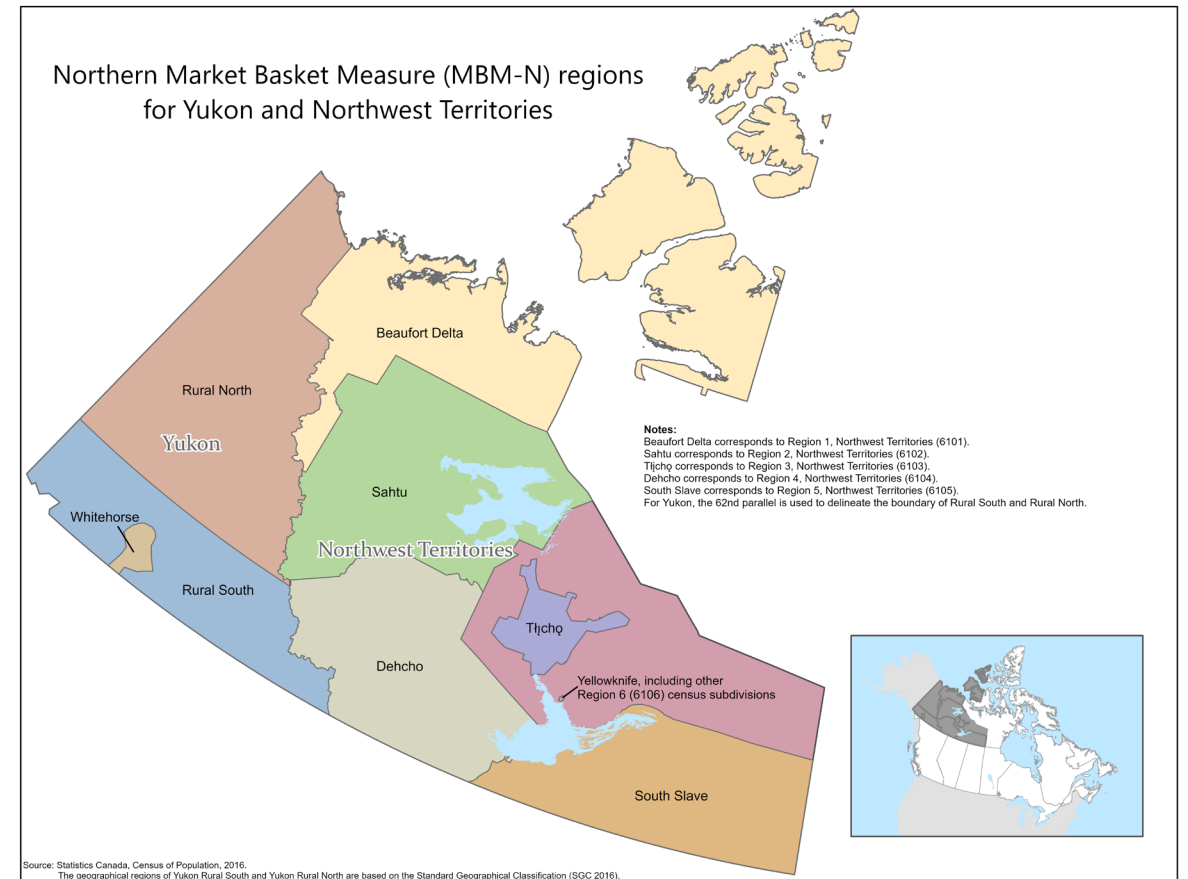 Northern Market Basket Measure (MBM-N) regions
for Yukon and Northwest Territories
Beaufort Delta
Rural North
Yukon
Notes:
Beaufort Delta corresponds to Region 1, Northwest Territories (6101).
Sahtu corresponds to Region 2, Northwest Territories (6102).
Tłı̨chǫ corresponds to Region 3, Northwest Territories (6103).
Dehcho corresponds to Region 4, Northwest Territories (6104).
South Slave corresponds to Region 5, Northwest Territories (6105).
For Yukon, the 62nd parallel is used to delineate the boundary of Rural South and Rural North.
Sahtu
Whitehorse
Northwest Territories
Rural South
Tłı̨chǫ
Dehcho
Yellowknife, including other
Region 6 (6106) census subdivisions
South Slave
Source: Statistics Canada, Census of Population, 2016.
The geographical regions of Yukon Rural South and Yukon Rural North are based on the Standard Geographical Classification (SGC 2016).